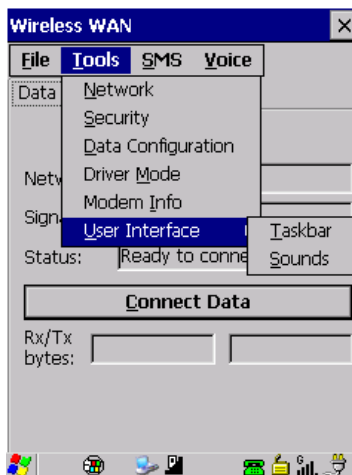 Wireless WAN
File Tools SMS Voice
Data
Network
Security
Data Configuration
Driver Mode
Modem Info
User Interface
Taskbar
Sounds
Status: Ready to conne
Connect Data
Rx/Tx
bytes:
G